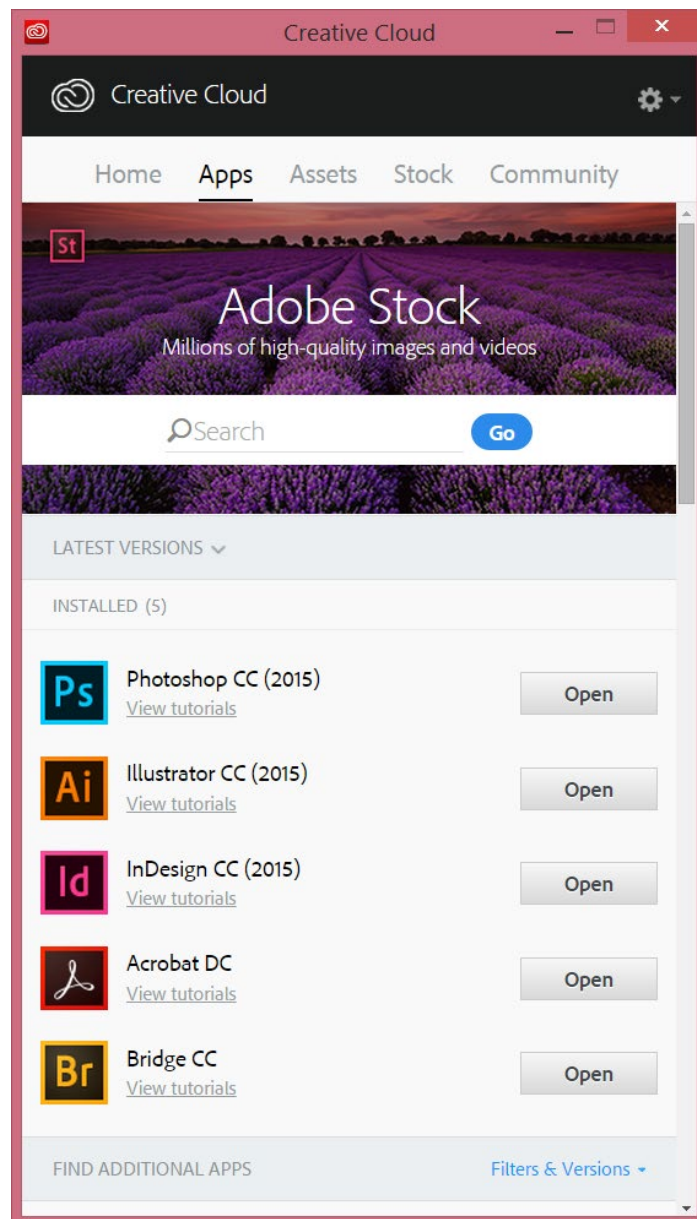 Creative Cloud
Creative Cloud
Home Apps Assets Stock Community
St
Adobe Stock
Millions of high-quality images and videos
Search Go
LATEST VERSIONS
INSTALLED (5)
Ps Photoshop CC (2015) Open
View tutorials
Ai Illustrator CC (2015) Open
View tutorials
Id InDesign CC (2015) Open
View tutorials
Acrobat DC Open
View tutorials
Br Bridge CC Open
View tutorials
FIND ADDITIONAL APPS Filters & Versions